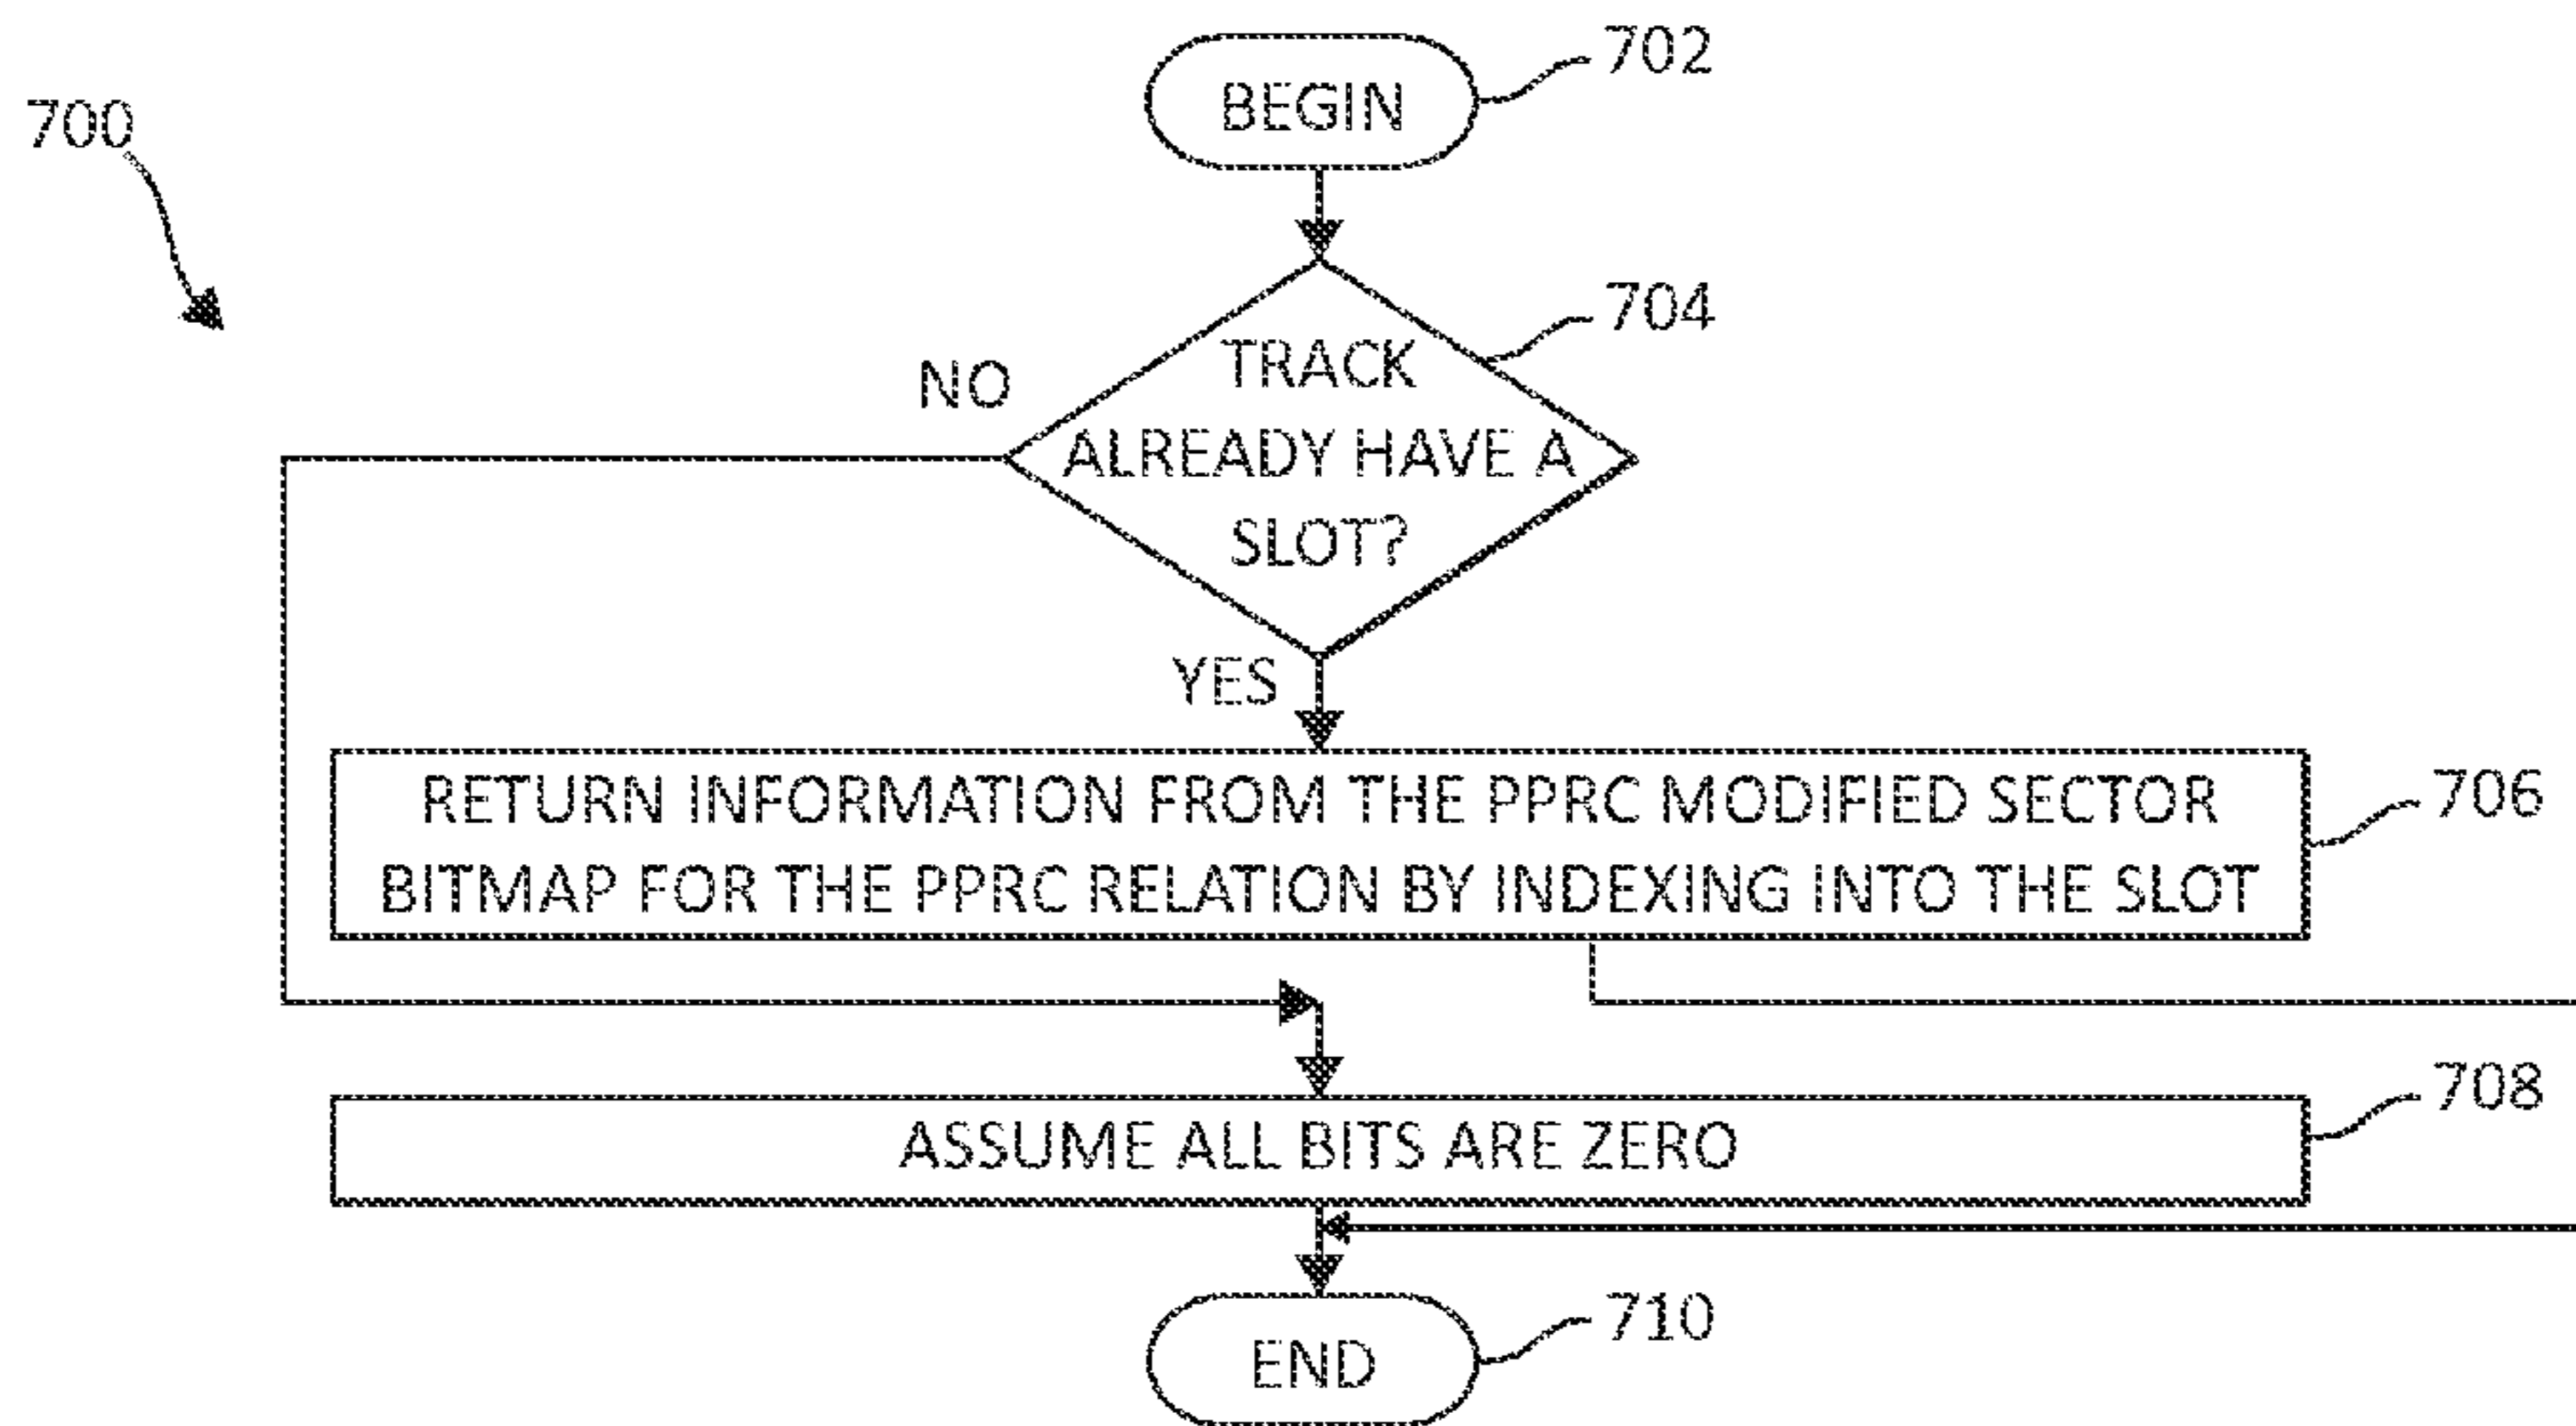 702
BEGIN
700
704
NO
TRACK
ALREADY HAVE A
SLOT?
YES
RETURN INFORMATION FROM THE PPRC MODIFIED SECTOR
BITMAP FOR THE PPRC RELATION BY INDEXING INTO THE SLOT
706
708
ASSUME ALL BITS ARE ZERO
710
END